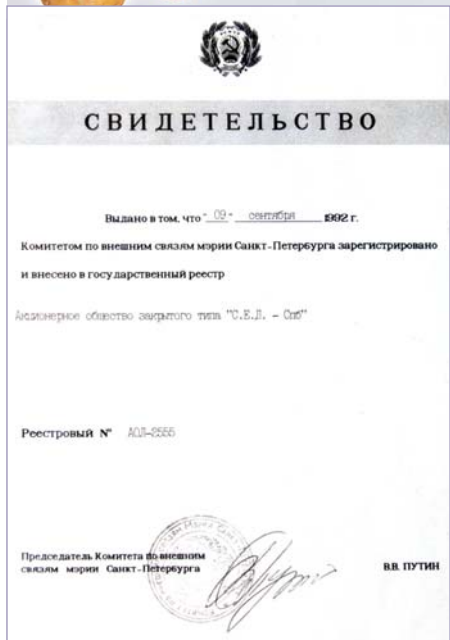 СВИДЕТЕЛЬСТВО
Выдано в том, что "09" сентября 1992 г.
Комитетом по внешним связям мэрии Санкт-Петербурга зарегистрировано
и внесено в государственный реестр
Акционерное общество закрытого типа "С.Е.Л. - Спб"
Реестровый № АОЛ-2555
Председатель Комитета по внешним
связям мэрии Санкт-Петербурга
В.В. ПУТИН